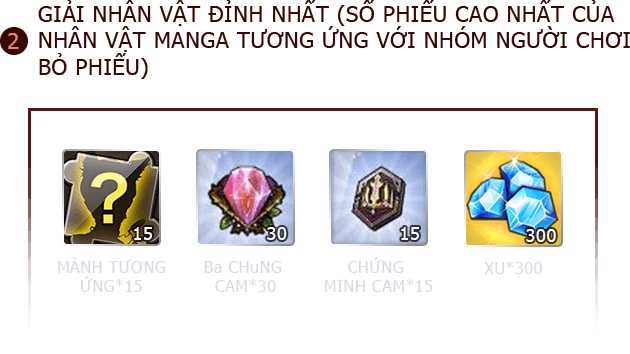 GIẢI NHÂN VẬT ĐỈNH NHẤT (SỐ PHIẾU CAO NHẤT CỦA
2 NHÂN VẬT MANGA TƯƠNG ỨNG VỚI NHÓM NGƯỜI CHƠI
BỎ PHIẾU)
?
15 30 15 300
MẢNH TƯƠNG
ỨNG*15
Ba CHuNG
CAM*30
CHỨNG
MINH CAM*15
XU*300